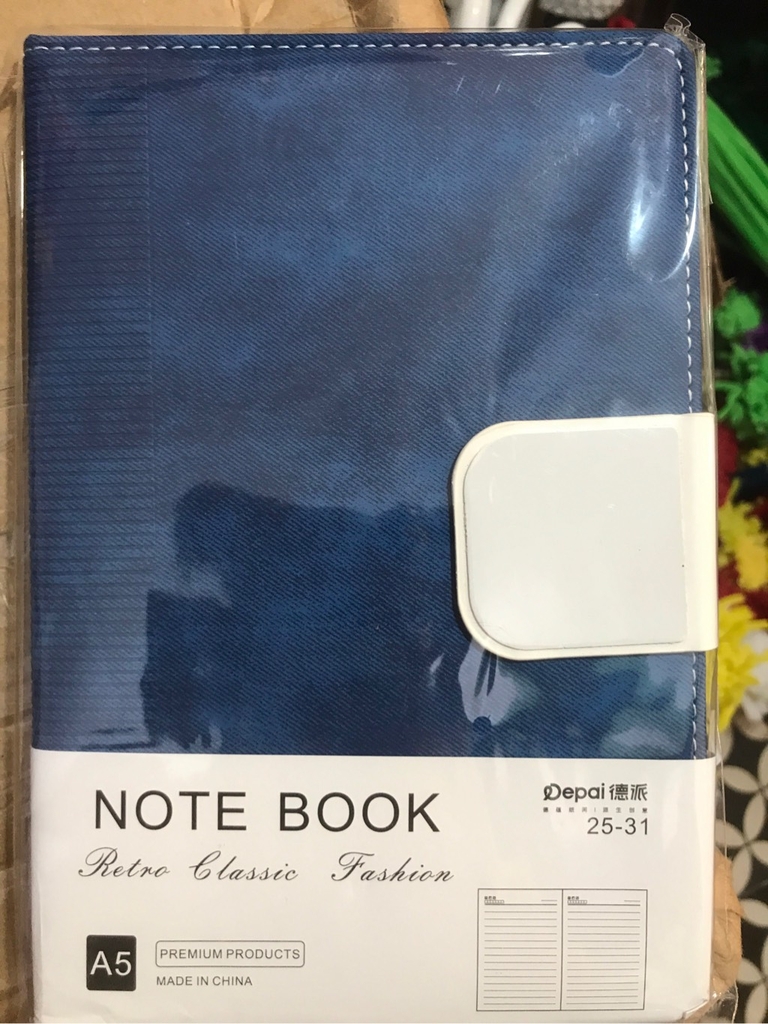 NOTE BOOK
Retro Classic Fashion
Depai 德派
25-31
A5
PREMIUM PRODUCTS
MADE IN CHINA